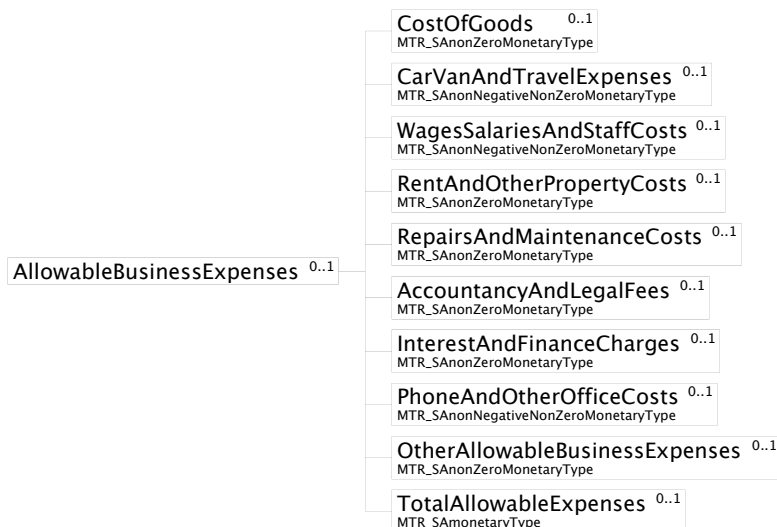 CostOfGoods 0..1
MTR_SAnonZeroMonetaryType
CarVanAndTravelExpenses 0..1
MTR_SAnonNegativeNonZeroMonetaryType
WagesSalariesAndStaffCosts 0..1
MTR_SAnonNegativeNonZeroMonetaryType
RentAndOtherPropertyCosts 0..1
MTR_SAnonZeroMonetaryType
RepairsAndMaintenanceCosts 0..1
MTR_SAnonZeroMonetaryType
AllowableBusinessExpenses 0..1
AccountancyAndLegalFees 0..1
MTR_SAnonZeroMonetaryType
InterestAndFinanceCharges 0..1
MTR_SAnonZeroMonetaryType
PhoneAndOtherOfficeCosts 0..1
MTR_SAnonNegativeNonZeroMonetaryType
OtherAllowableBusinessExpenses 0..1
MTR_SAnonZeroMonetaryType
TotalAllowableExpenses 0..1
MTR_SAmonetaryType